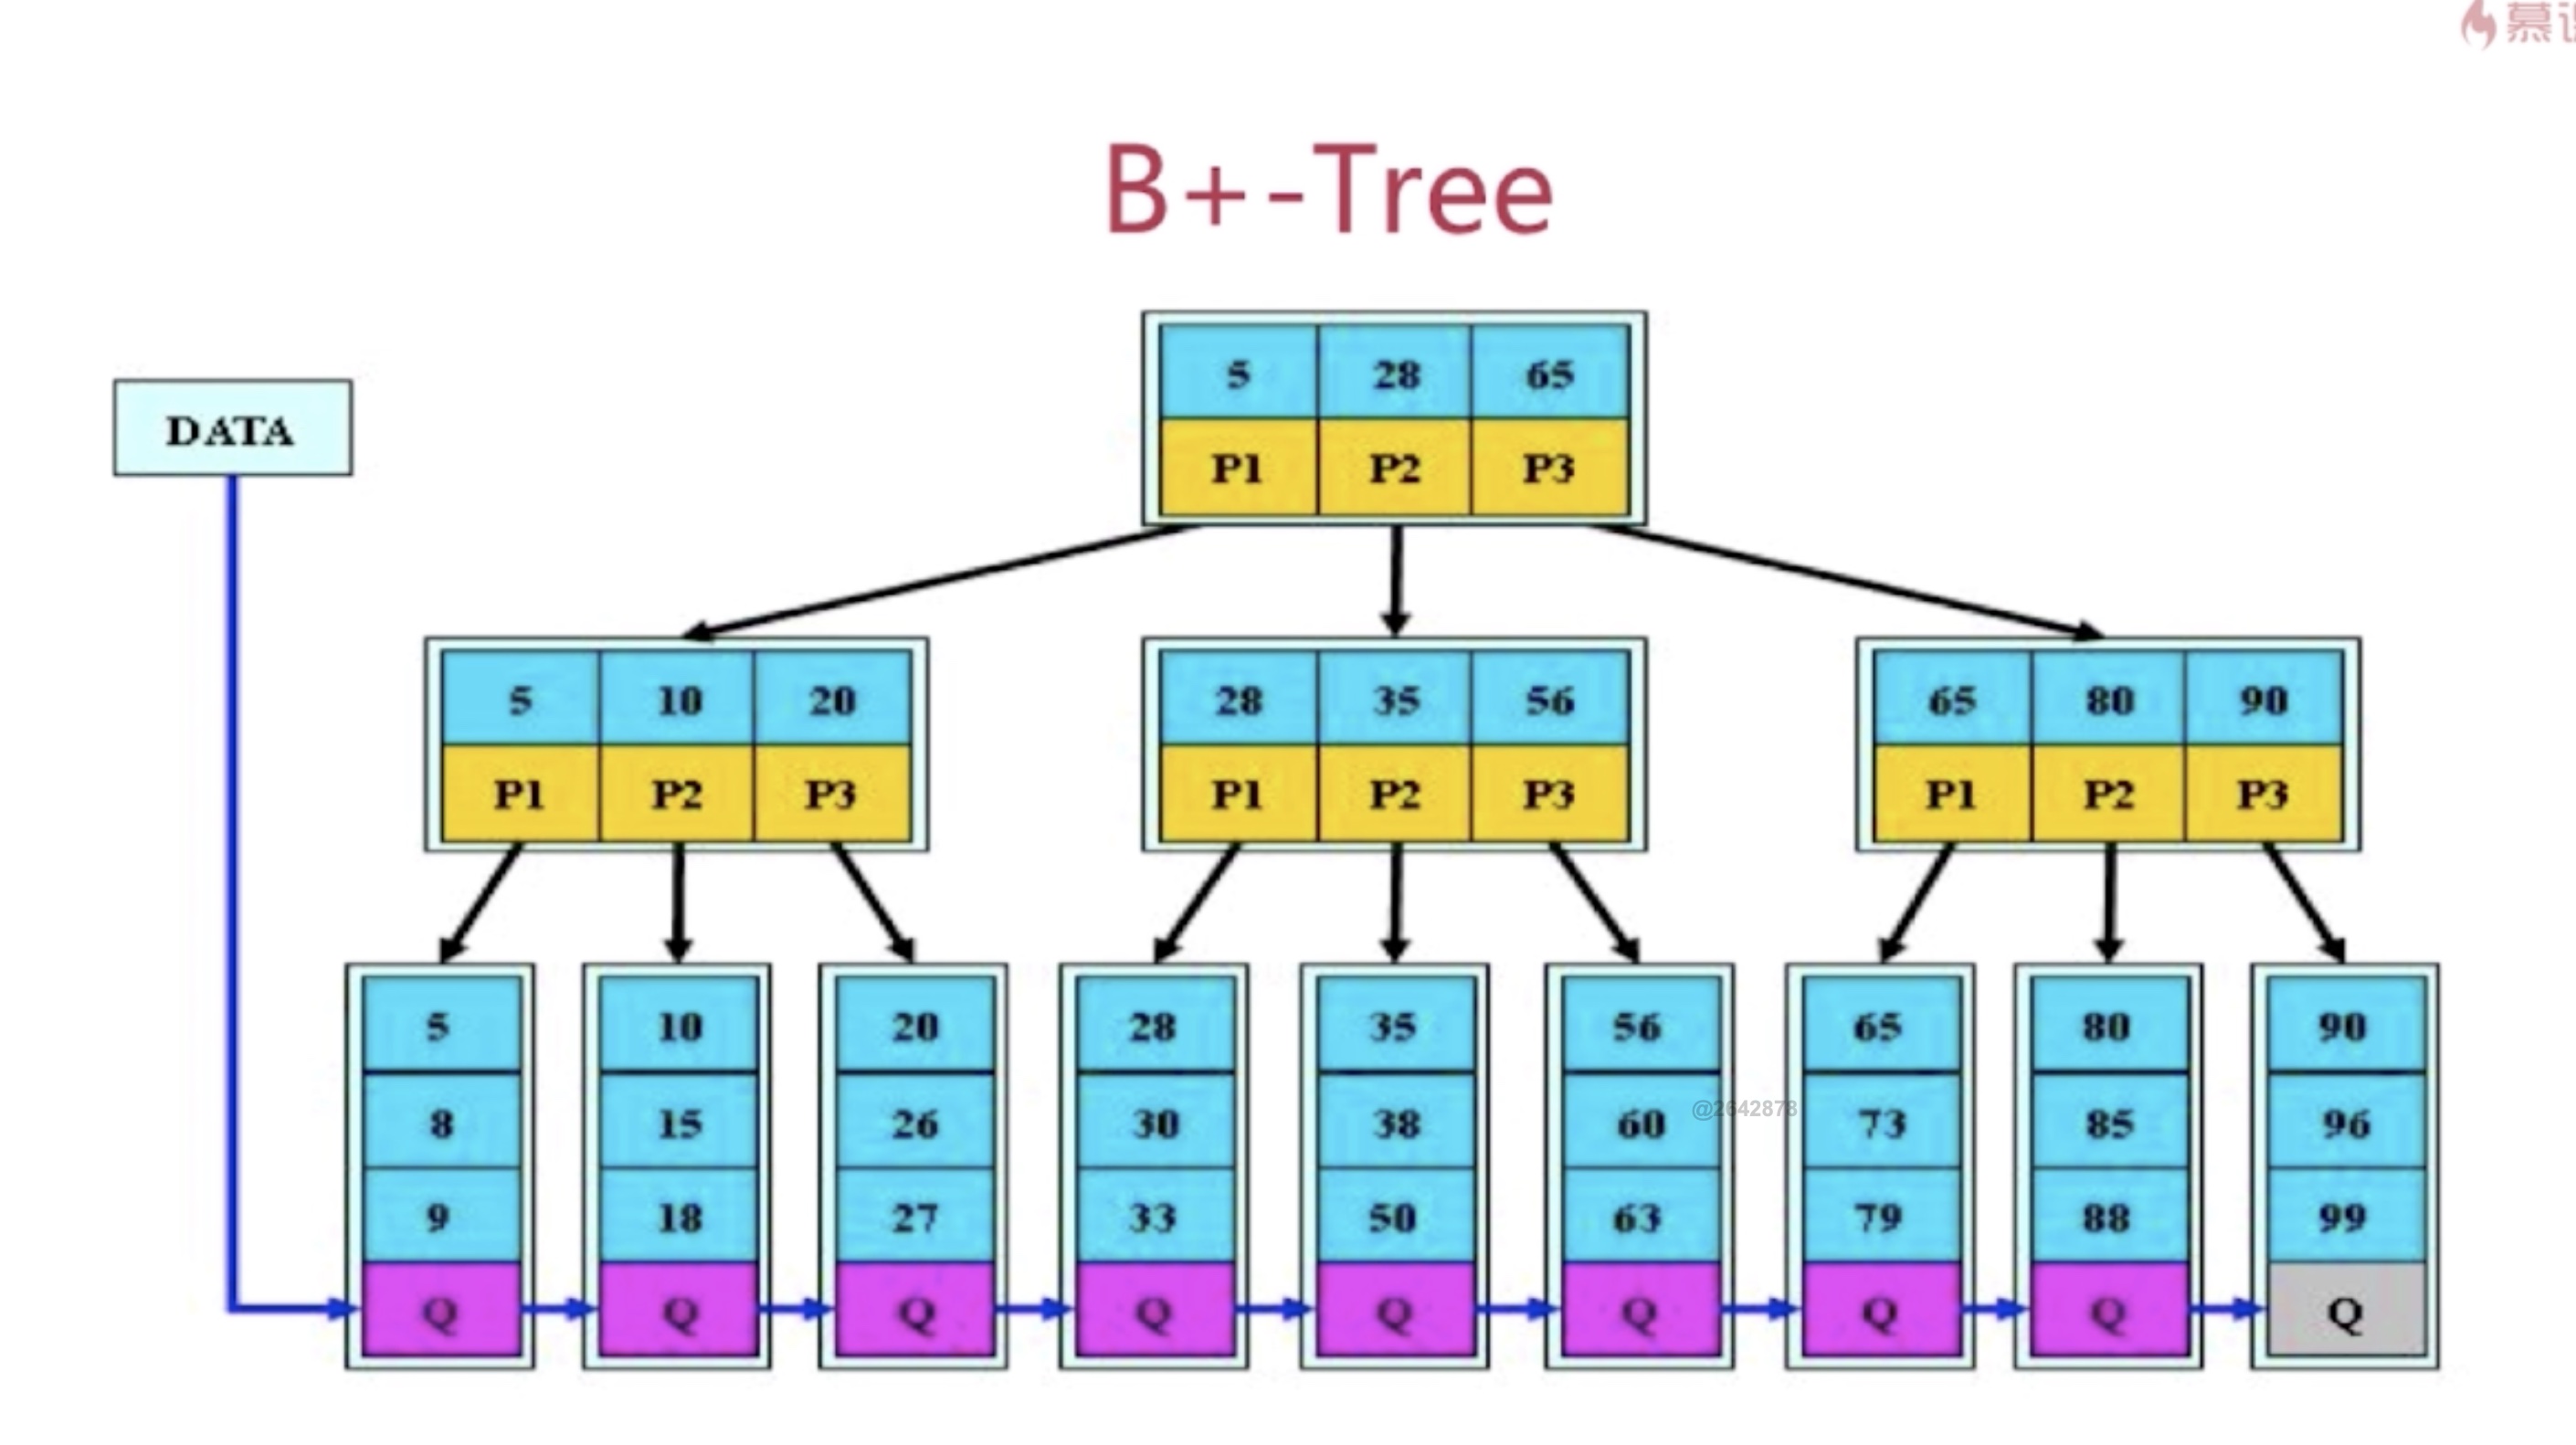 慕
B+-Tree
5 28 65
DATA
P1 P2 P3
5 10 20 28 35 56 65 80 90
P1 P2 P3 P1 P2 P3 P1 P2 P3
5 10 20 28 35 56 65 80 90
8 15 26 30 38 60 @2642878 73 85 96
9 18 27 33 50 63 79 88 99
Q Q Q Q Q Q Q Q Q